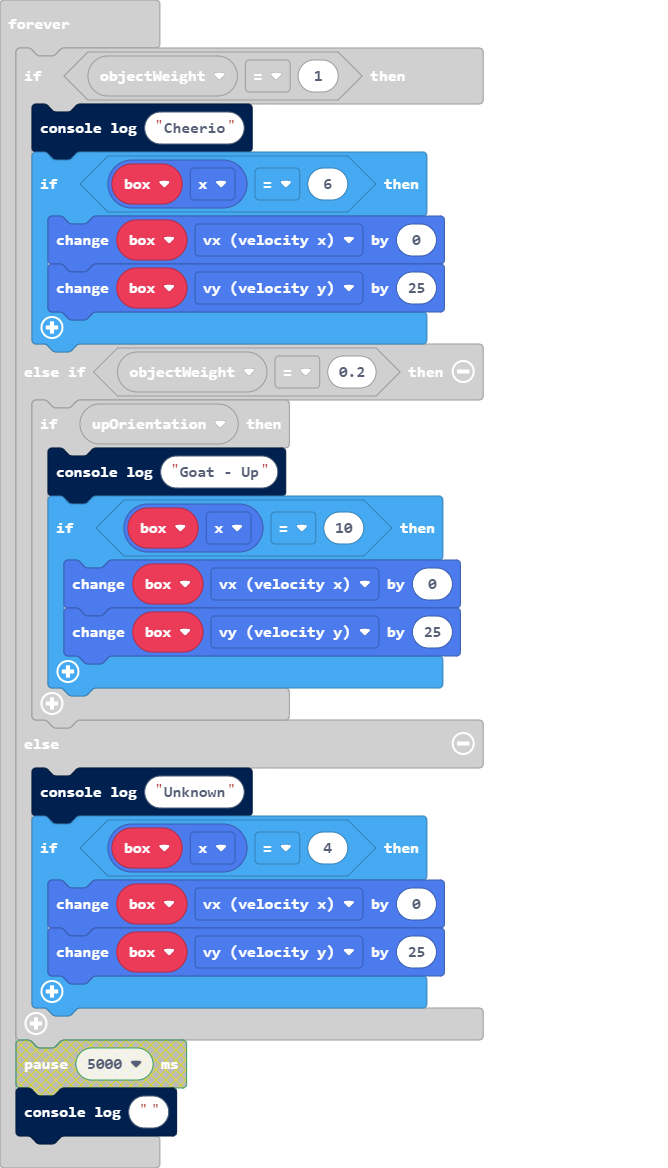 forever
if objectWeight = 1 then
console log "Cheerio"
if box x = 6 then
change box vx (velocity x) by 0
change box vy (velocity y) by 25
else if objectWeight = 0.2 then
if upOrientation then
console log "Goat - Up"
if box x = 10 then
change box vx (velocity x) by 0
change box vy (velocity y) by 25
else
console log "Unknown"
if box x = 4 then
change box vx (velocity x) by 0
change box vy (velocity y) by 25
pause 5000 ms
console log ""